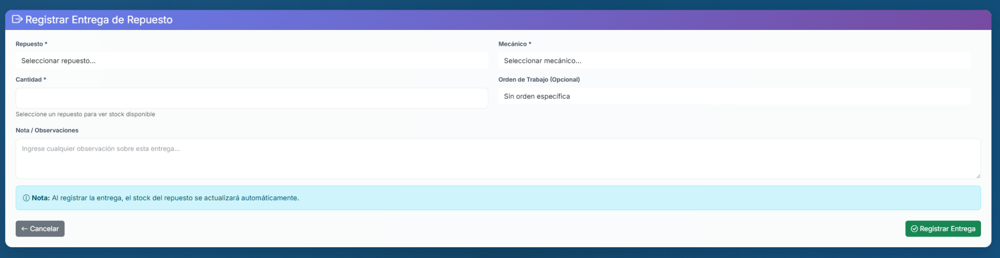 Registrar Entrega de Repuesto
Repuesto *
Mecánico *
Seleccionar repuesto...
Seleccionar mecánico...
Cantidad *
Orden de Trabajo (Opcional)
Sin orden específica
Seleccione un repuesto para ver stock disponible
Nota / Observaciones
Ingrese cualquier observación sobre esta entrega...
Nota: Al registrar la entrega, el stock del repuesto se actualizará automáticamente.
← Cancelar
Registrar Entrega